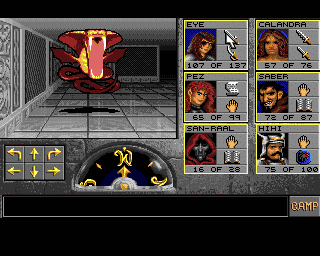 EYE
107 OF 137
CALANDRA
57 OF 76
PEZ
65 OF 99
SABER
72 OF 87
SAN-RAAL
16 OF 28
HIHI
75 OF 100
CAMP